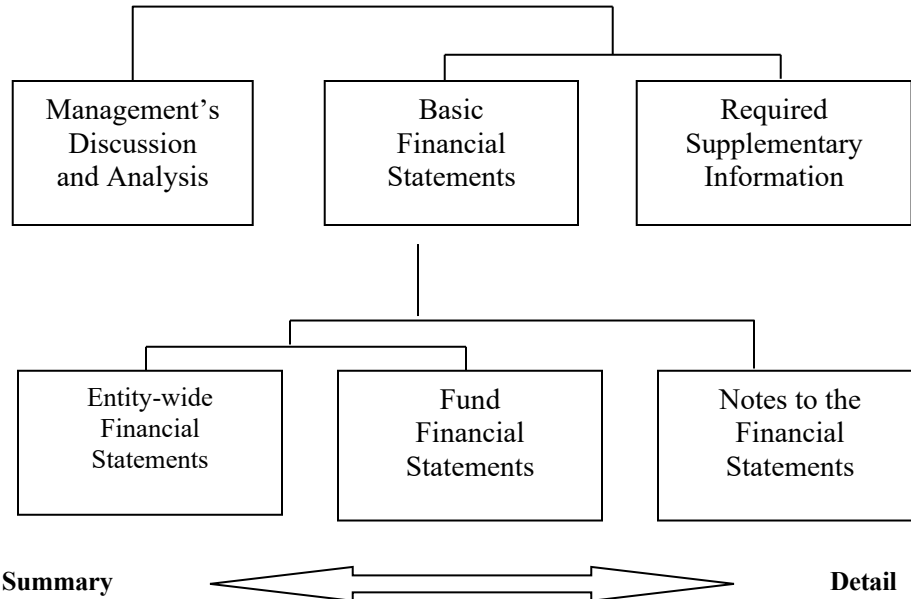 Management’s
Discussion
and Analysis
Basic
Financial
Statements
Required
Supplementary
Information
Entity-wide
Financial
Statements
Fund
Financial
Statements
Notes to the
Financial
Statements
Summary
Detail